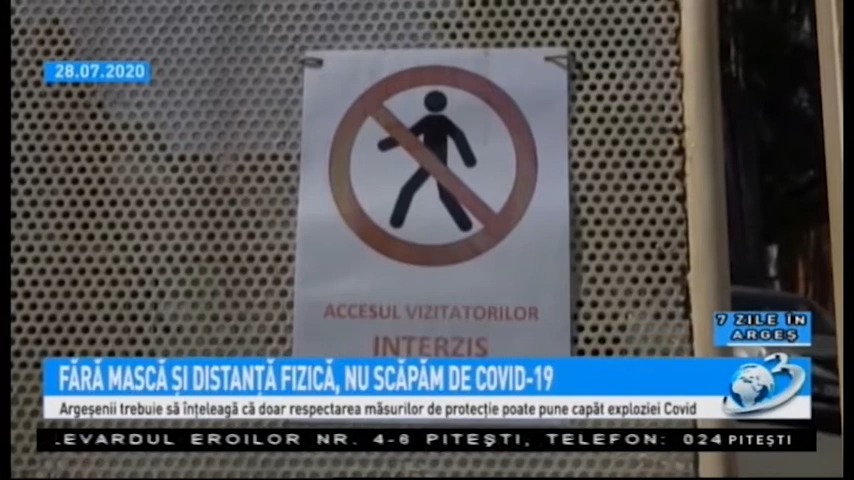 28.07.2020
ACCESUL VIZITATORILOR
INTERZIS
7 ZILE ÎN
ARGEȘ
FĂRĂ MASCĂ ȘI DISTANȚĂ FIZICĂ, NU SCĂPĂM DE COVID-19
Argeșenii trebuie să înțeleagă că doar respectarea măsurilor de protecție poate pune capăt exploziei Covid
LEVARDUL EROILOR NR. 4-6 PITEȘTI, TELEFON: 024
PITEȘTI